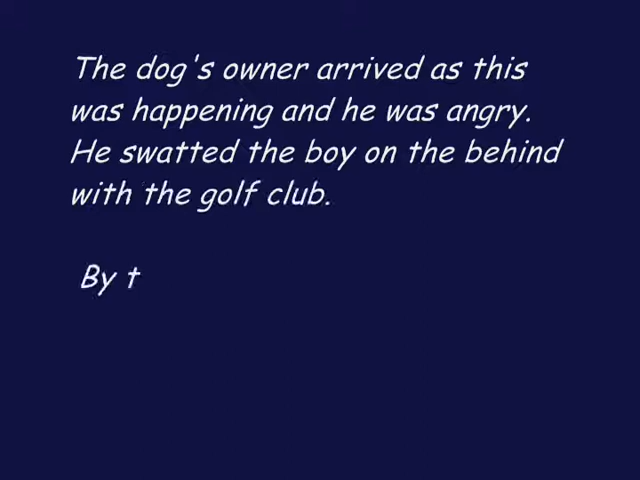 The dog's owner arrived as this
was happening and he was angry.
He swatted the boy on the behind
with the golf club.
By t